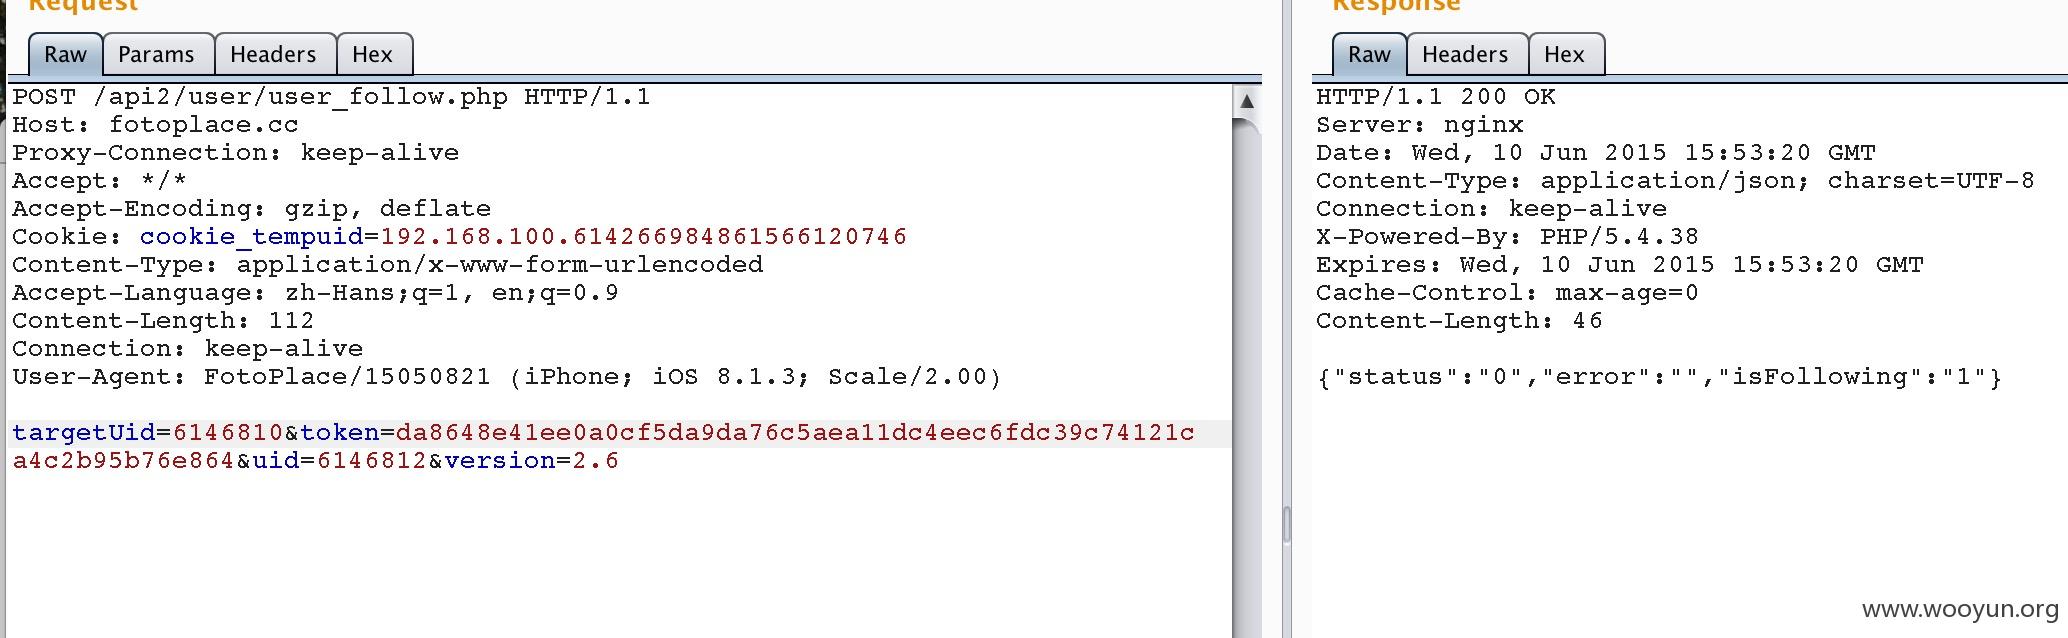 Request
Raw Params Headers Hex
POST /api2/user/user_follow.php HTTP/1.1
Host: fotoplace.cc
Proxy-Connection: keep-alive
Accept: */*
Accept-Encoding: gzip, deflate
Cookie: cookie_tempuid=192.168.100.614266984861566120746
Content-Type: application/x-www-form-urlencoded
Accept-Language: zh-Hans;q=1, en;q=0.9
Content-Length: 112
Connection: keep-alive
User-Agent: FotoPlace/15050821 (iPhone; iOS 8.1.3; Scale/2.00)
targetUid=6146810&token=da8648e41ee0a0cf5da9da76c5aea11dc4eec6fdc39c74121c
a4c2b95b76e864&uid=6146812&version=2.6
Response
Raw Headers Hex
HTTP/1.1 200 OK
Server: nginx
Date: Wed, 10 Jun 2015 15:53:20 GMT
Content-Type: application/json; charset=UTF-8
Connection: keep-alive
X-Powered-By: PHP/5.4.38
Expires: Wed, 10 Jun 2015 15:53:20 GMT
Cache-Control: max-age=0
Content-Length: 46
{"status":"0","error":"","isFollowing":"1"}
www.wooyun.org